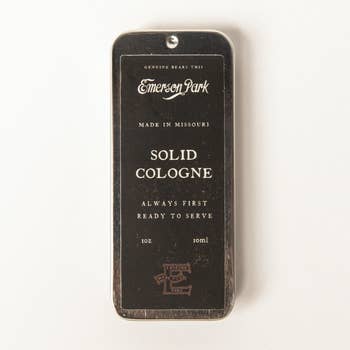 GENUINE BEARS THIS
Emerson Park
MADE IN MISSOURI
SOLID
COLOGNE
ALWAYS FIRST
READY TO SERVE
1oz 10ml
E